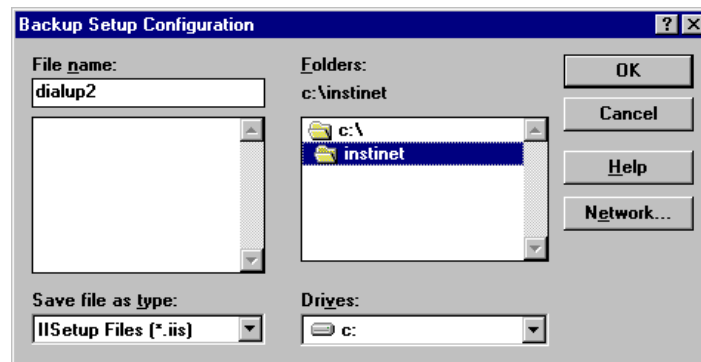 Backup Setup Configuration
File name:
dialup2
Folders:
c:\instinet
c:\
instinet
OK
Cancel
Help
Network...
Save file as type:
IISetup Files (*.iis)
Drives:
c: